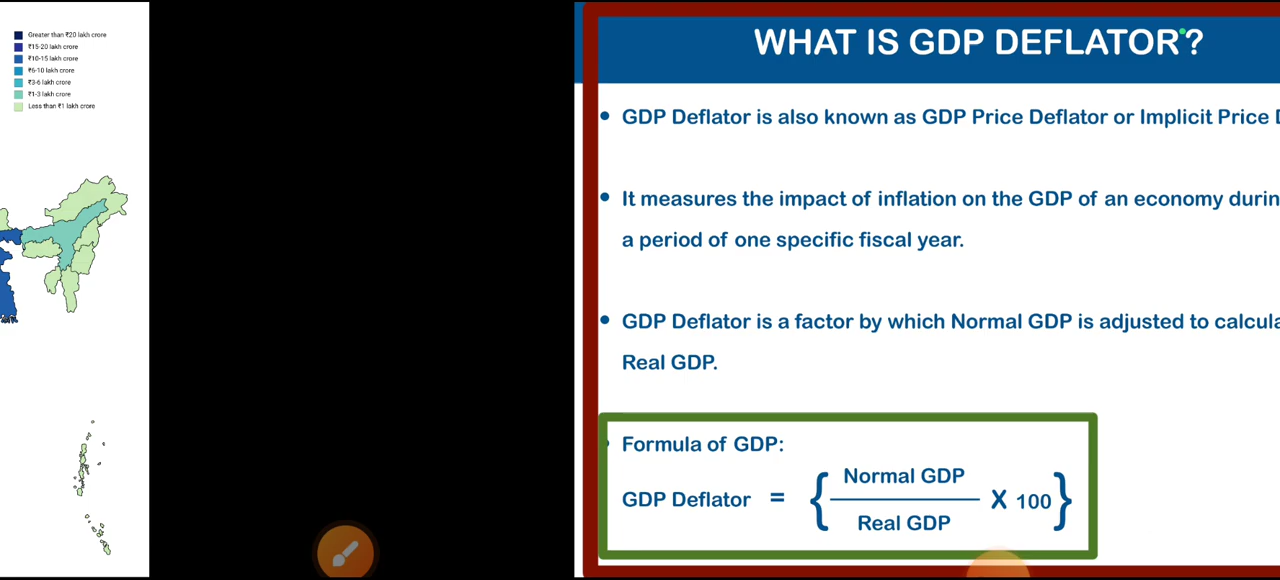 Greater than ₹20 lakh crore
₹15-20 lakh crore
₹10-15 lakh crore
₹6-10 lakh crore
₹3-6 lakh crore
₹1-3 lakh crore
Less than ₹1 lakh crore
WHAT IS GDP DEFLATOR?
• GDP Deflator is also known as GDP Price Deflator or Implicit Price D
• It measures the impact of inflation on the GDP of an economy durin
a period of one specific fiscal year.
• GDP Deflator is a factor by which Normal GDP is adjusted to calcula
Real GDP.
Formula of GDP:
GDP Deflator = { Normal GDP / Real GDP X 100 }